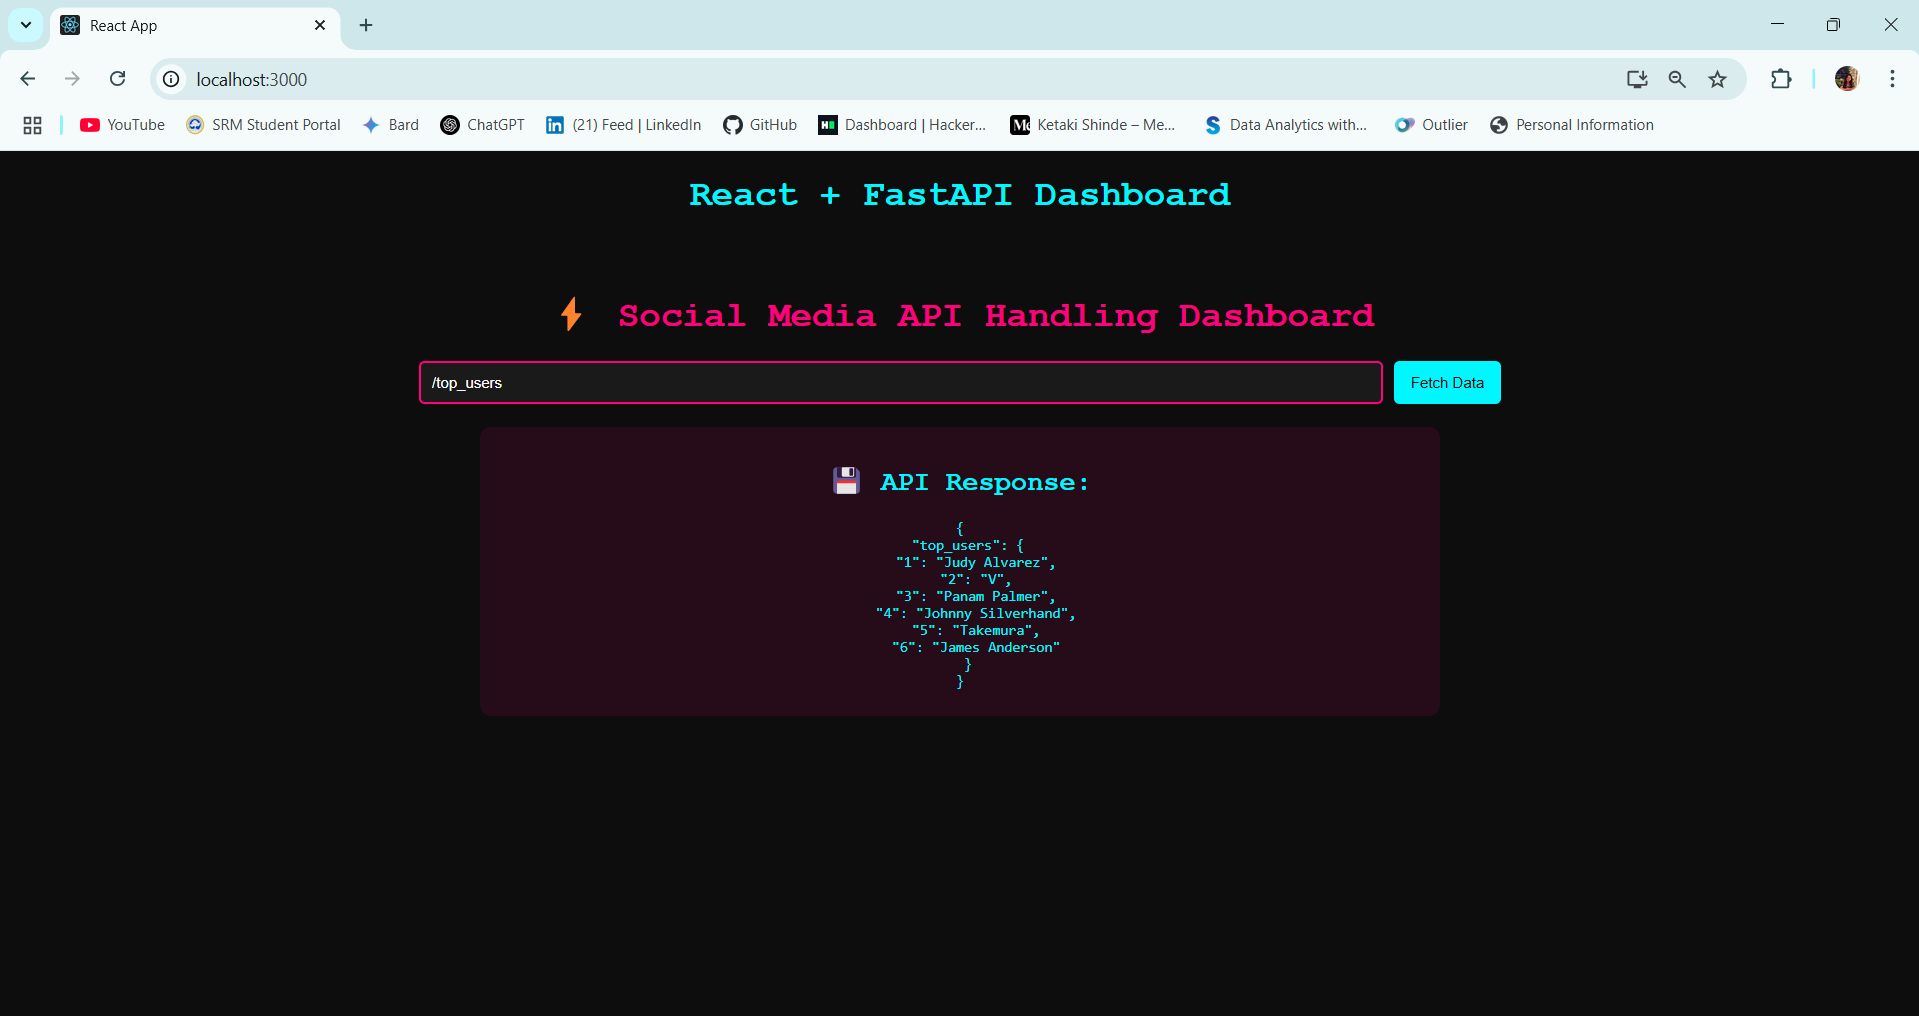 React App
localhost:3000
YouTube SRM Student Portal Bard ChatGPT (21) Feed | LinkedIn GitHub Dashboard | Hacker... Ketaki Shinde – Me... Data Analytics with... Outlier Personal Information
React + FastAPI Dashboard
Social Media API Handling Dashboard
/top_users Fetch Data
API Response:
{
"top_users": {
"1": "Judy Alvarez",
"2": "V",
"3": "Panam Palmer",
"4": "Johnny Silverhand",
"5": "Takemura",
"6": "James Anderson"
}
}